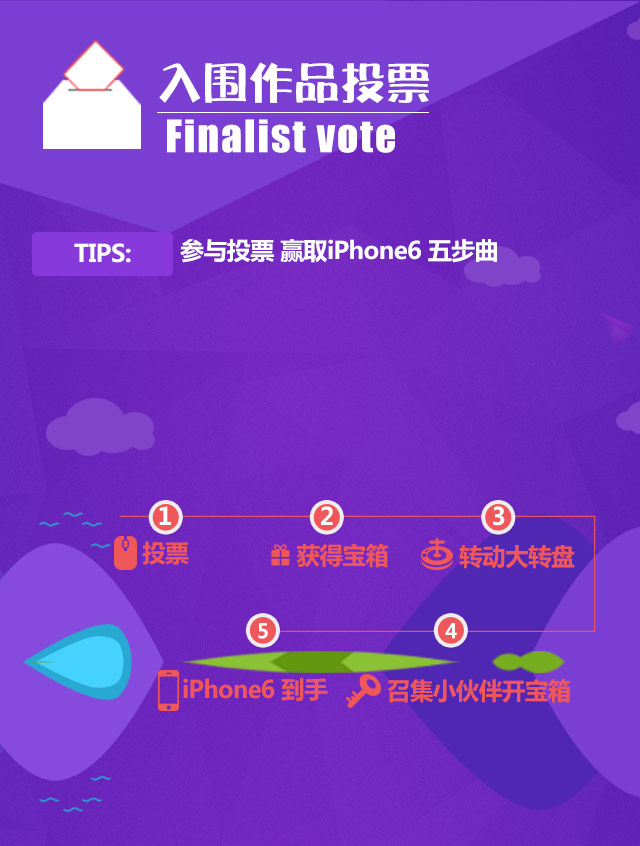 入围作品投票
Finalist vote
TIPS: 参与投票 赢取iPhone6 五步曲
1 2 3
投票 获得宝箱 转动大转盘
5 4
iPhone6 到手 召集小伙伴开宝箱